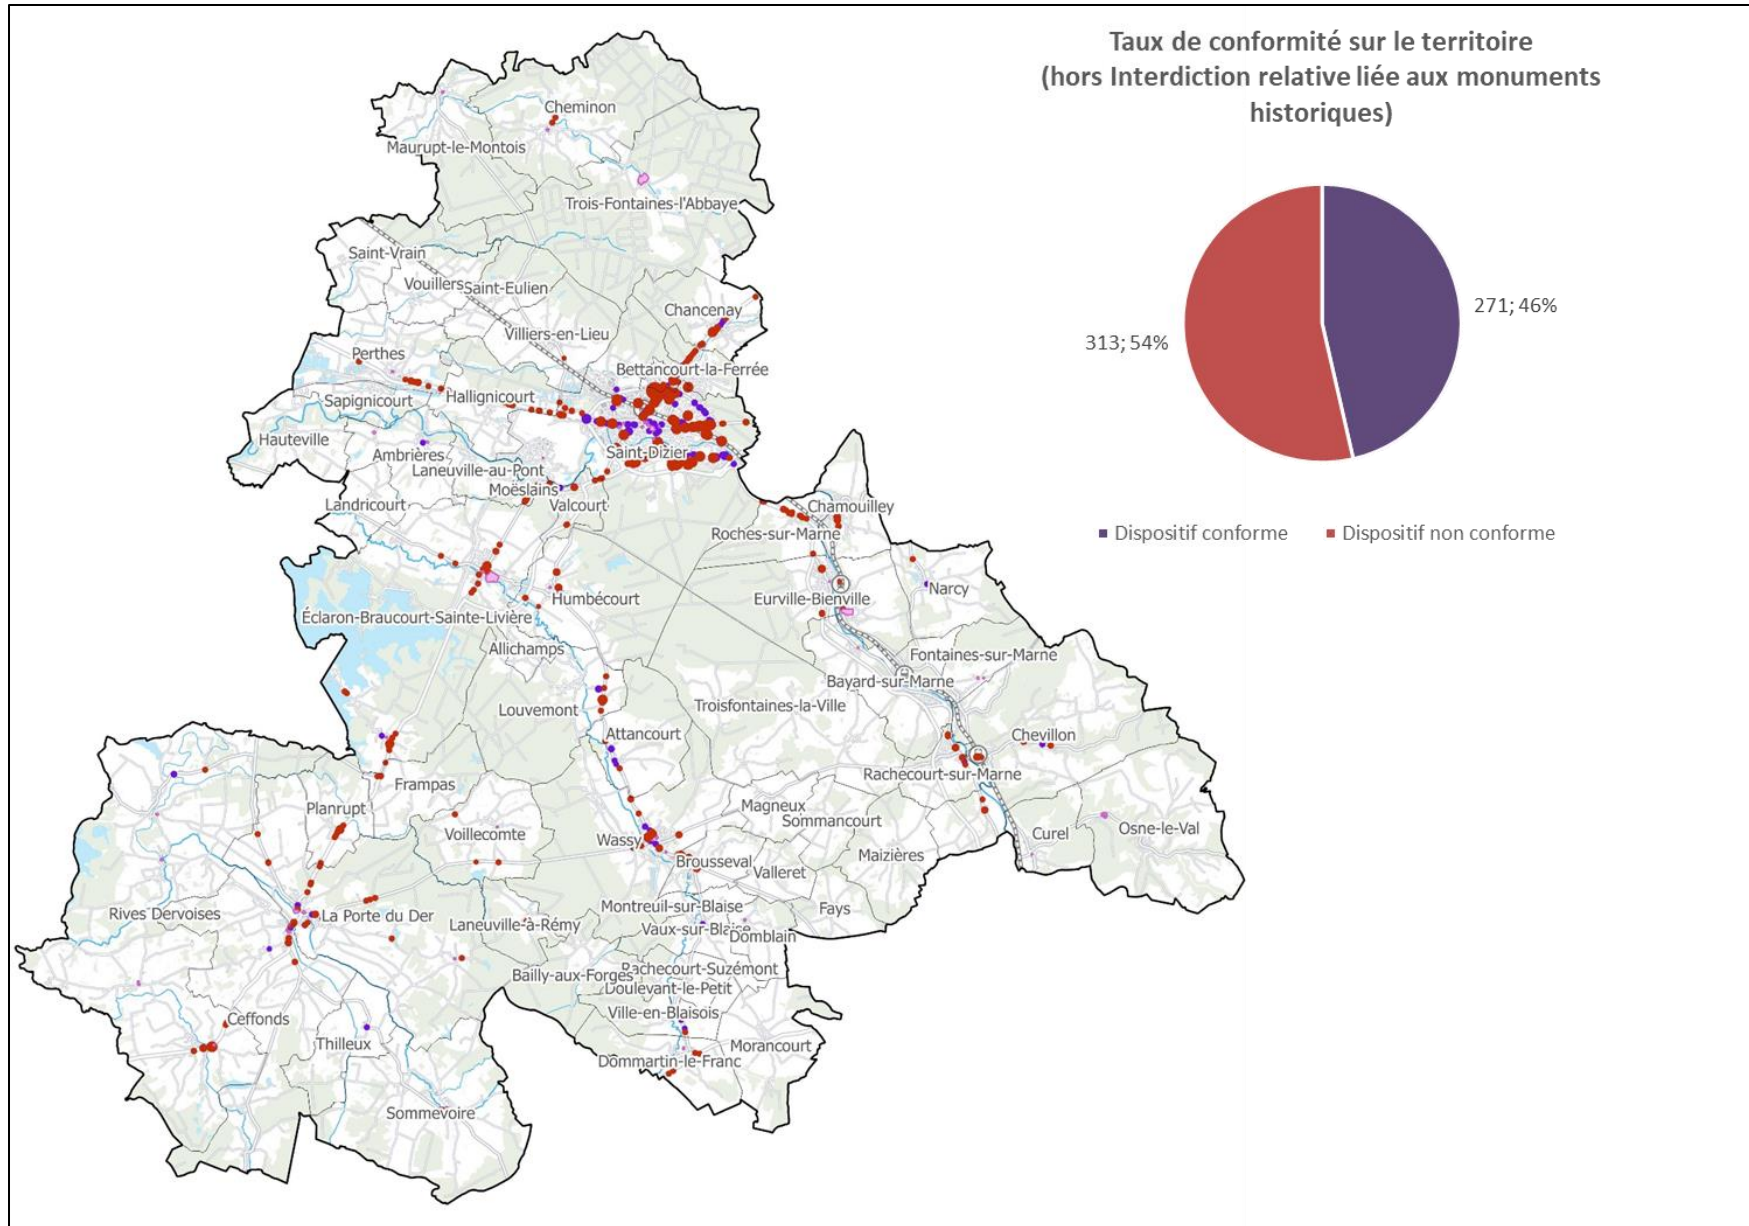 Taux de conformité sur le territoire
(hors Interdiction relative liée aux monuments
historiques)
271; 46%
313; 54%
Dispositif conforme
Dispositif non conforme
Cheminon
Maurupt-le-Montois
Trois-Fontaines-l'Abbaye
Saint-Vrain
Vouillers
Saint-Eulien
Chancenay
Villiers-en-Lieu
Perthes
Bettancourt-la-Ferrée
Sapignicourt
Hallignicourt
Hauteville
Ambrières
Saint-Dizier
Laneuville-au-Pont
Moëslains
Landricourt
Valcourt
Chamouilley
Roches-sur-Marne
Humbécourt
Eurville-Bienville
Narcy
Éclaron-Braucourt-Sainte-Livière
Allichamps
Fontaines-sur-Marne
Bayard-sur-Marne
Louvemont
Troisfontaines-la-Ville
Attancourt
Chevillon
Rachecourt-sur-Marne
Frampas
Planrupt
Magneux
Sommancourt
Voillecomte
Wassy
Curel
Osne-le-Val
Maizières
Brousseval
Valleret
Rives Dervoises
La Porte du Der
Montreuil-sur-Blaise
Fays
Laneuville-à-Rémy
Vaux-sur-Blaise
Domblain
Bailly-aux-Forges
Rachecourt-Suzémont
Doulevant-le-Petit
Ville-en-Blaisois
Ceffonds
Thilleux
Morancourt
Dommartin-le-Franc
Sommevoire